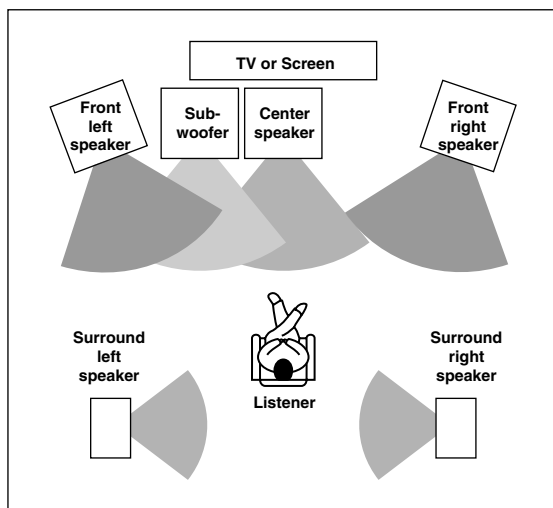 TV or Screen
Front
left
speaker
Sub-
woofer
Center
speaker
Front
right
speaker
Surround
left
speaker
Surround
right
speaker
Listener